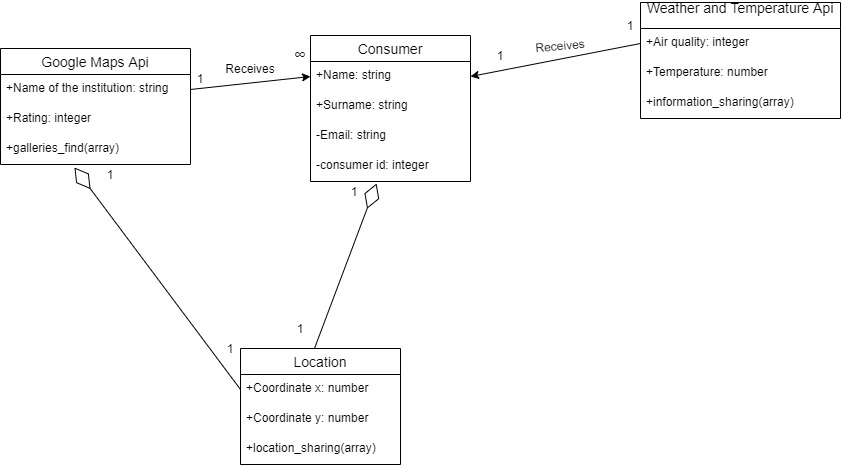 Weather and Temperature Api
+Air quality: integer
+Temperature: number
+information_sharing(array)
1
Receives
1
Consumer
+Name: string
+Surname: string
-Email: string
-consumer id: integer
∞
Receives
1
Google Maps Api
+Name of the institution: string
+Rating: integer
+galleries_find(array)
1
1
1
1
Location
+Coordinate x: number
+Coordinate y: number
+location_sharing(array)